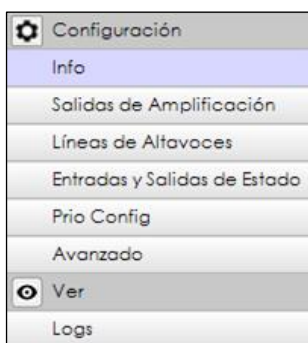 Configuración
Info
Salidas de Amplificación
Líneas de Altavoces
Entradas y Salidas de Estado
Prio Config
Avanzado
Ver
Logs